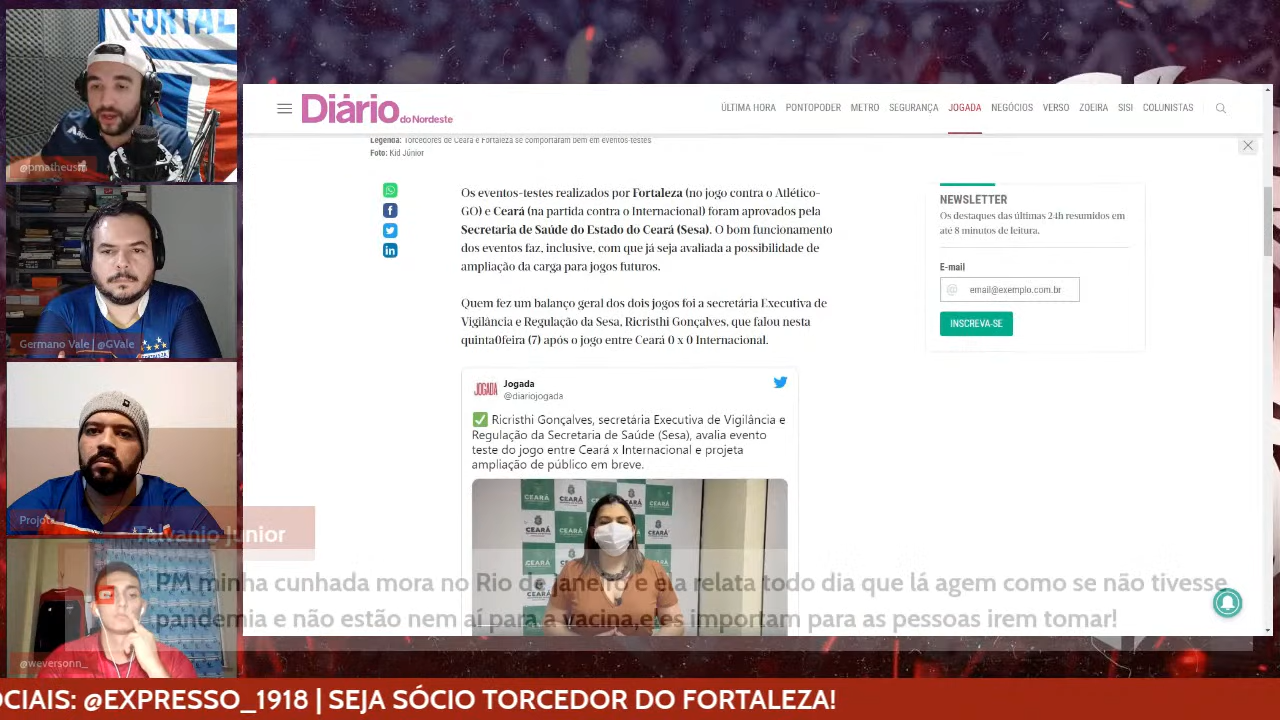 FORTAL
@pmatheusm
Germano Vale | @GVale
Projota
@weversonn_
Diário do Nordeste
ÚLTIMA HORA PONTOPODER METRO SEGURANÇA JOGADA NEGÓCIOS VERSO ZOEIRA SISI COLUNISTAS
Legenda: Torcedores de Ceará e Fortaleza se comportaram bem em eventos-testes
Foto: Kid Júnior
Os eventos-testes realizados por Fortaleza (no jogo contra o Atlético-
GO) e Ceará (na partida contra o Internacional) foram aprovados pela
Secretaria de Saúde do Estado do Ceará (Sesa). O bom funcionamento
dos eventos faz, inclusive, com que já seja avaliada a possibilidade de
ampliação da carga para jogos futuros.
Quem fez um balanço geral dos dois jogos foi a secretária Executiva de
Vigilância e Regulação da Sesa, Ricristhi Gonçalves, que falou nesta
quinta0feira (7) após o jogo entre Ceará 0 x 0 Internacional.
JOGADA
Jogada
@diariojogada
Ricristhi Gonçalves, secretária Executiva de Vigilância e
Regulação da Secretaria de Saúde (Sesa), avalia evento
teste do jogo entre Ceará x Internacional e projeta
ampliação de público em breve.
CEARÁ
NEWSLETTER
Os destaques das últimas 24h resumidos em
até 8 minutos de leitura.
E-mail
@ email@exemplo.com.br
INSCREVA-SE
Talvanio Junior
PM minha cunhada mora no Rio de janeiro e ela relata todo dia que lá agem como se não tivesse
pandemia e não estão nem aí para a vacina,eles importam para as pessoas irem tomar!
OCIAIS: @EXPRESSO_1918 | SEJA SÓCIO TORCEDOR DO FORTALEZA!